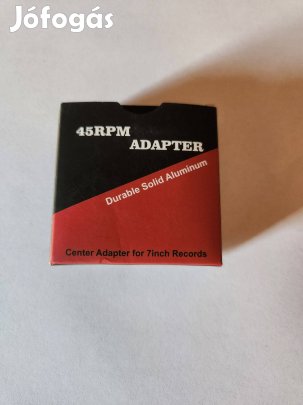 Jófogás
45RPM
ADAPTER
Durable Solid Aluminum
Center Adapter for 7inch Records